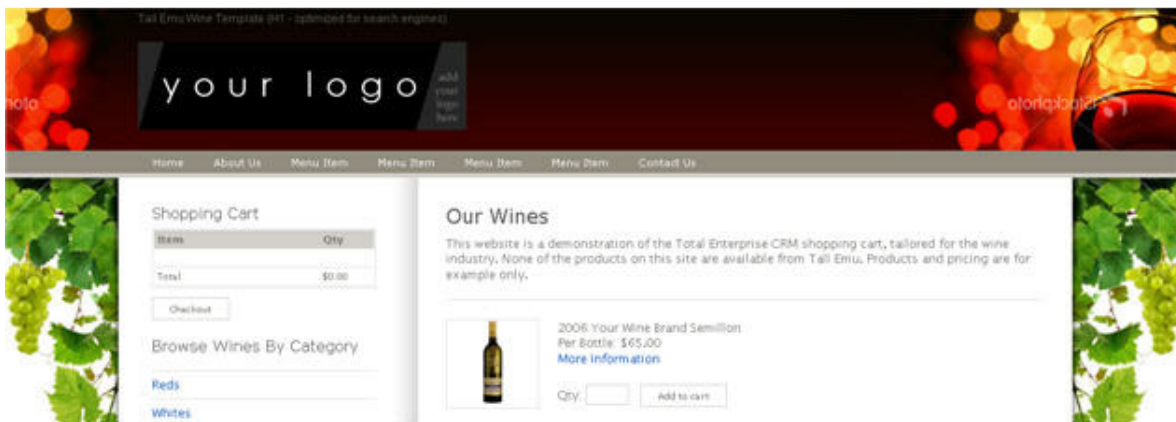 Tall Emu Wine Template (H1 - optimized for search engines)
your logo
add
your
logo
here
Home About Us Menu Item Menu Item Menu Item Menu Item Contact Us
Shopping Cart
Item Qty
Total $0.00
Checkout
Browse Wines By Category
Reds
Whites
Our Wines
This website is a demonstration of the Total Enterprise CRM shopping cart, tailored for the wine
industry. None of the products on this site are available from Tall Emu. Products and pricing are for
example only.
2006 Your Wine Brand Semillon
Per Bottle: $65.00
More Information
Qty: Add to cart